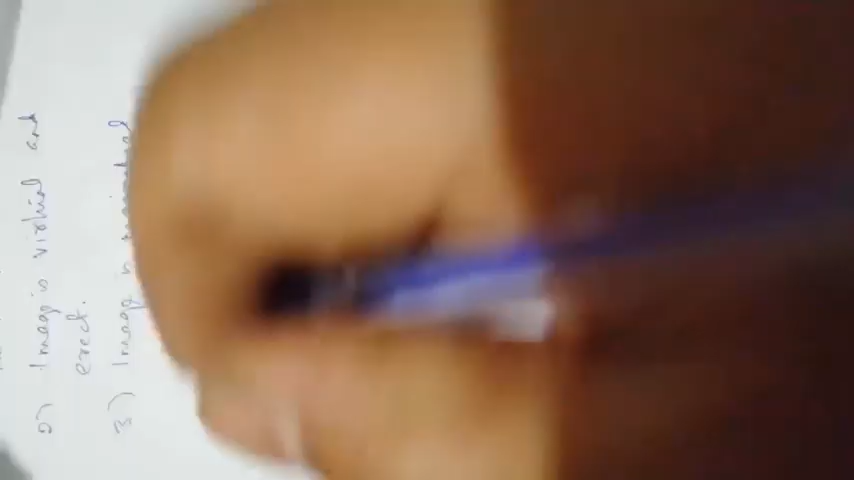 2) Image is virtual and
erect.
3) Image is